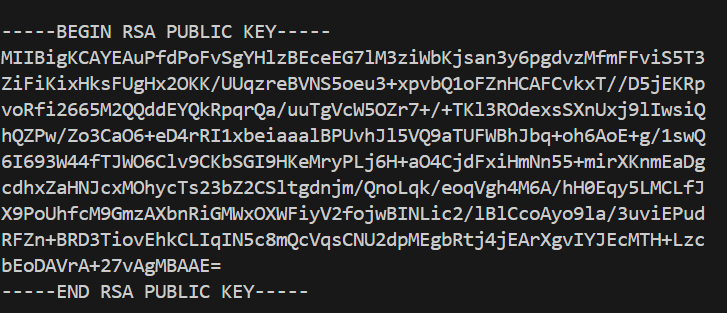 -----BEGIN RSA PUBLIC KEY-----
MIIBigKCAYEAuPfdPoFvSgYHlzBEceEG7lM3ziWbKjsan3y6pgdvzMfmFFviS5T3
ZiFiKixHksFUgHx2OKK/UUqzreBVNS5oeu3+xpvbQ1oFZnHCAFCvkxT//D5jEKRp
voRfi2665M2QQddEYQkRpqrQa/uuTgVcW5OZr7+/+TKl3ROdexsSXnUxj9lIwsiQ
hQZPw/Zo3CaO6+eD4rRI1xbeiaaalBPUvhJl5VQ9aTUFWBhJbq+oh6AoE+g/1swQ
6I693W44fTJWO6Clv9CKbSGI9HKeMryPLj6H+aO4CjdFxiHmNn55+mirXKnmEaDg
cdhxZaHNJcxMOhycTs23bZ2CSltgdnjm/QnoLqk/eoqVgh4M6A/hH0Eqy5LMCLfJ
X9PoUhfcM9GmzAXbnRiGMWxOXWFiyV2fojwBINLic2/lBlCcoAyo9la/3uviEPud
RFZn+BRD3TiovEhkCLIqIN5c8mQcVqsCNU2dpMEgbRtj4jEArXgvIYJEcMTH+Lzc
bEoDAVrA+27vAgMBAAE=
-----END RSA PUBLIC KEY-----